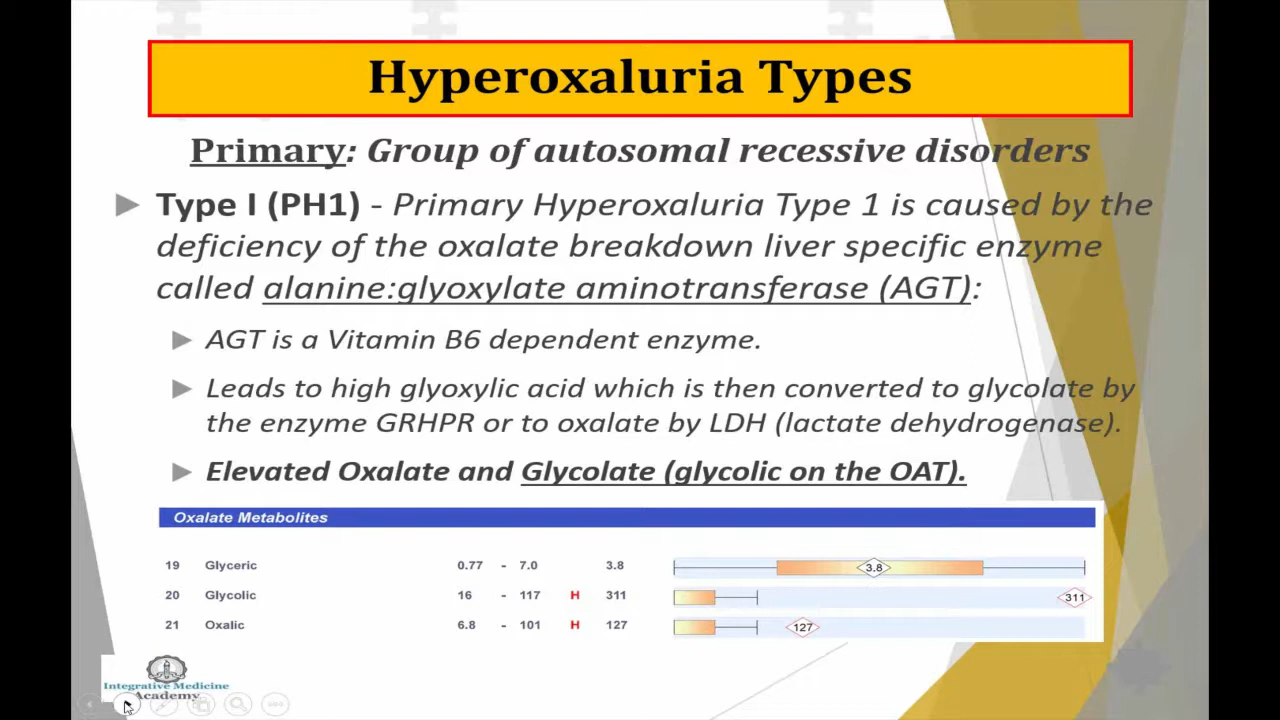 Hyperoxaluria Types
Primary: Group of autosomal recessive disorders
Type I (PH1) - Primary Hyperoxaluria Type 1 is caused by the
deficiency of the oxalate breakdown liver specific enzyme
called alanine:glyoxylate aminotransferase (AGT):
AGT is a Vitamin B6 dependent enzyme.
Leads to high glyoxylic acid which is then converted to glycolate by
the enzyme GRHPR or to oxalate by LDH (lactate dehydrogenase).
Elevated Oxalate and Glycolate (glycolic on the OAT).
Oxalate Metabolites
19 Glyceric 0.77 - 7.0 3.8 3.8
20 Glycolic 16 - 117 H 311 311
21 Oxalic 6.8 - 101 H 127 127
Integrative Medicine
Academy